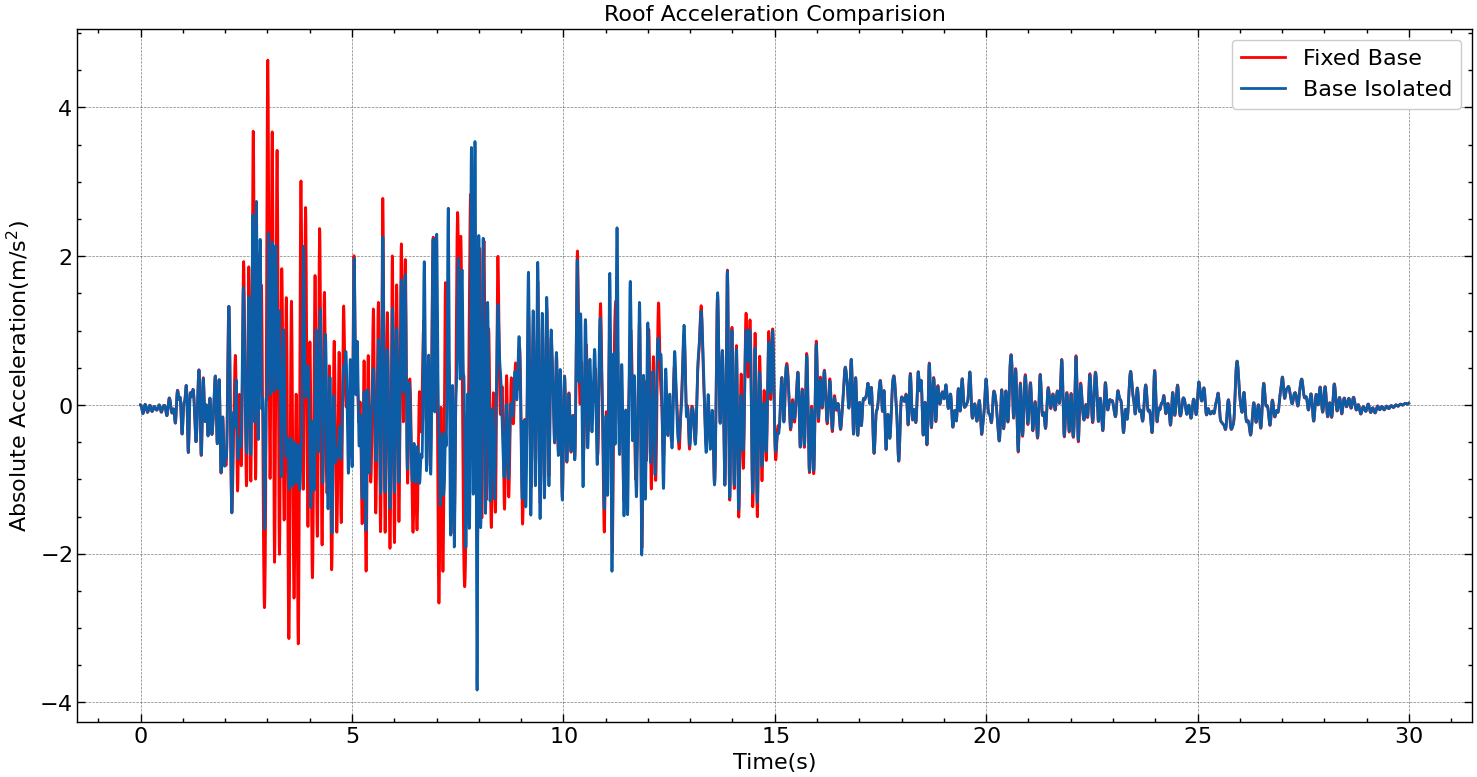 Roof Acceleration Comparision
Fixed Base
Base Isolated
Absolute Acceleration(m/s²)
4
2
0
−2
−4
0 5 10 15 20 25 30
Time(s)